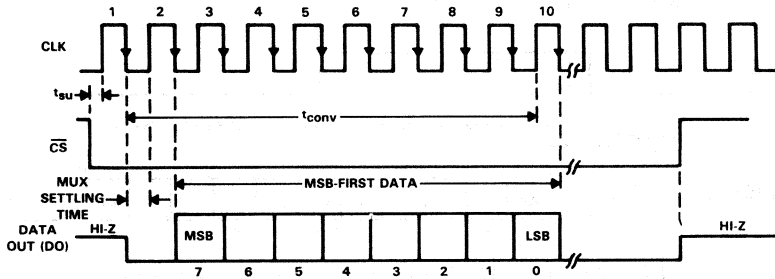 1 2 3 4 5 6 7 8 9 10
CLK
tsu
tconv
CS
MUX
SETTLING
TIME
MSB-FIRST DATA
DATA
OUT (DO)
HI-Z
MSB
LSB
HI-Z
7 6 5 4 3 2 1 0